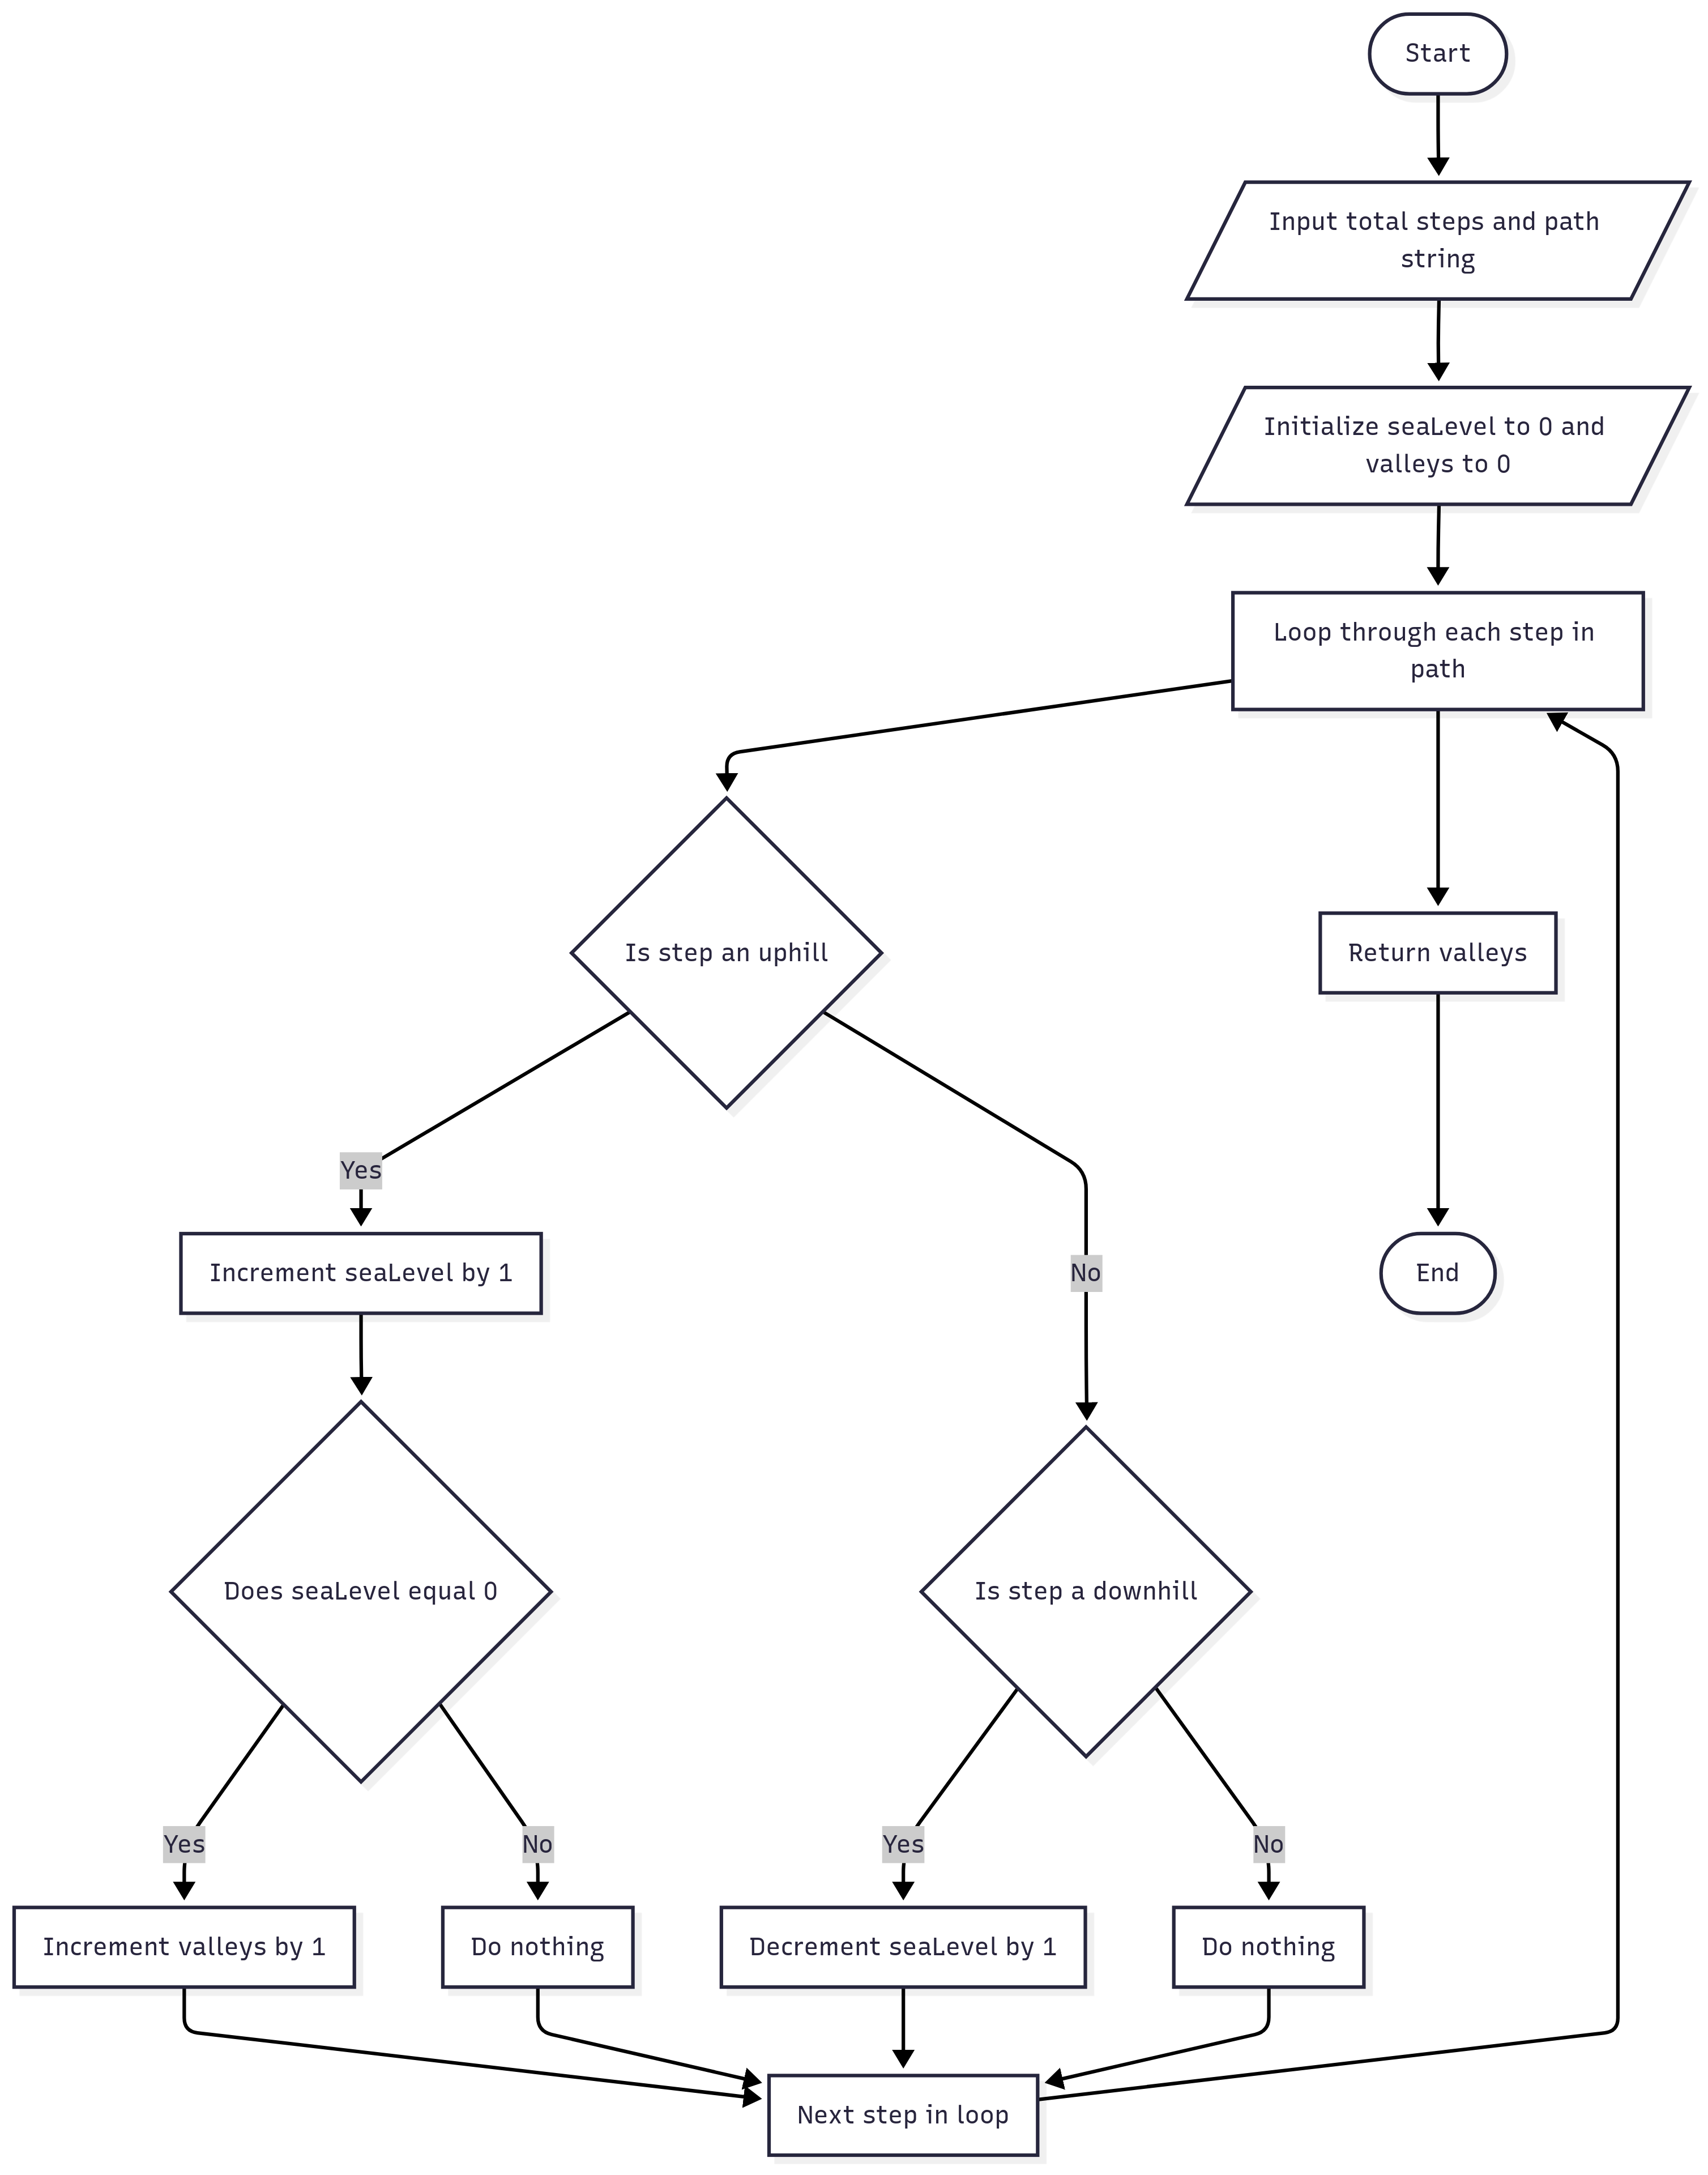 Start
Input total steps and path
string
Initialize seaLevel to 0 and
valleys to 0
Loop through each step in
path
Is step an uphill
Return valleys
Yes
Increment seaLevel by 1
No
End
Does seaLevel equal 0
Is step a downhill
Yes
No
Yes
No
Increment valleys by 1
Do nothing
Decrement seaLevel by 1
Do nothing
Next step in loop